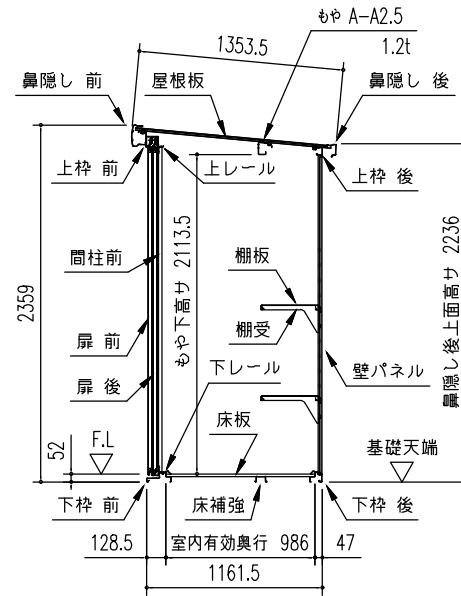 もや A-A2.5
1.2t
1353.5
鼻隠し 前
屋根板
鼻隠し 後
上枠 前
上レール
上枠 後
2359
間柱前
もや下高サ 2113.5
棚板
棚受
鼻隠し後上面高サ 2236
扉 前
扉 後
下レール
壁パネル
52
F.L
床板
基礎天端
下枠 前
床補強
下枠 後
128.5
室内有効奥行 986
47
1161.5